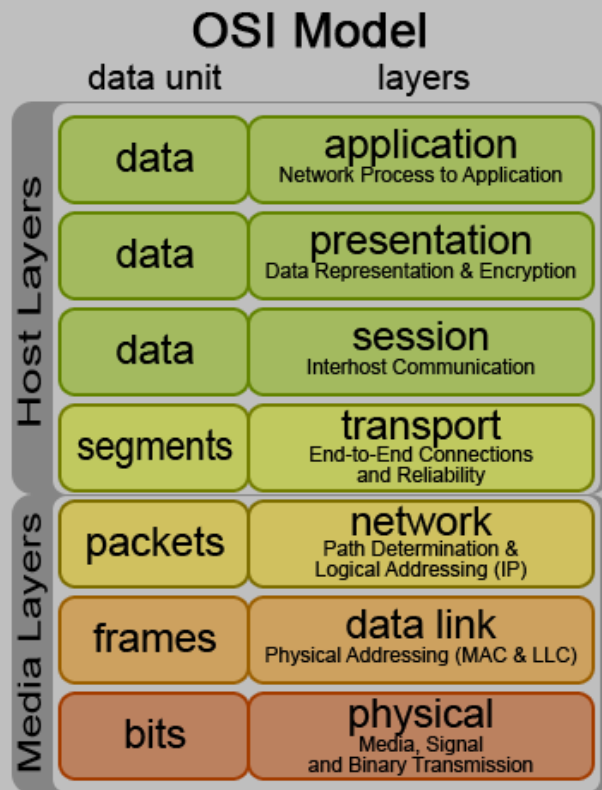 OSI Model
data unit layers
Host Layers
data
application
Network Process to Application
data
presentation
Data Representation & Encryption
data
session
Interhost Communication
segments
transport
End-to-End Connections
and Reliability
Media Layers
packets
network
Path Determination &
Logical Addressing (IP)
frames
data link
Physical Addressing (MAC & LLC)
bits
physical
Media, Signal
and Binary Transmission